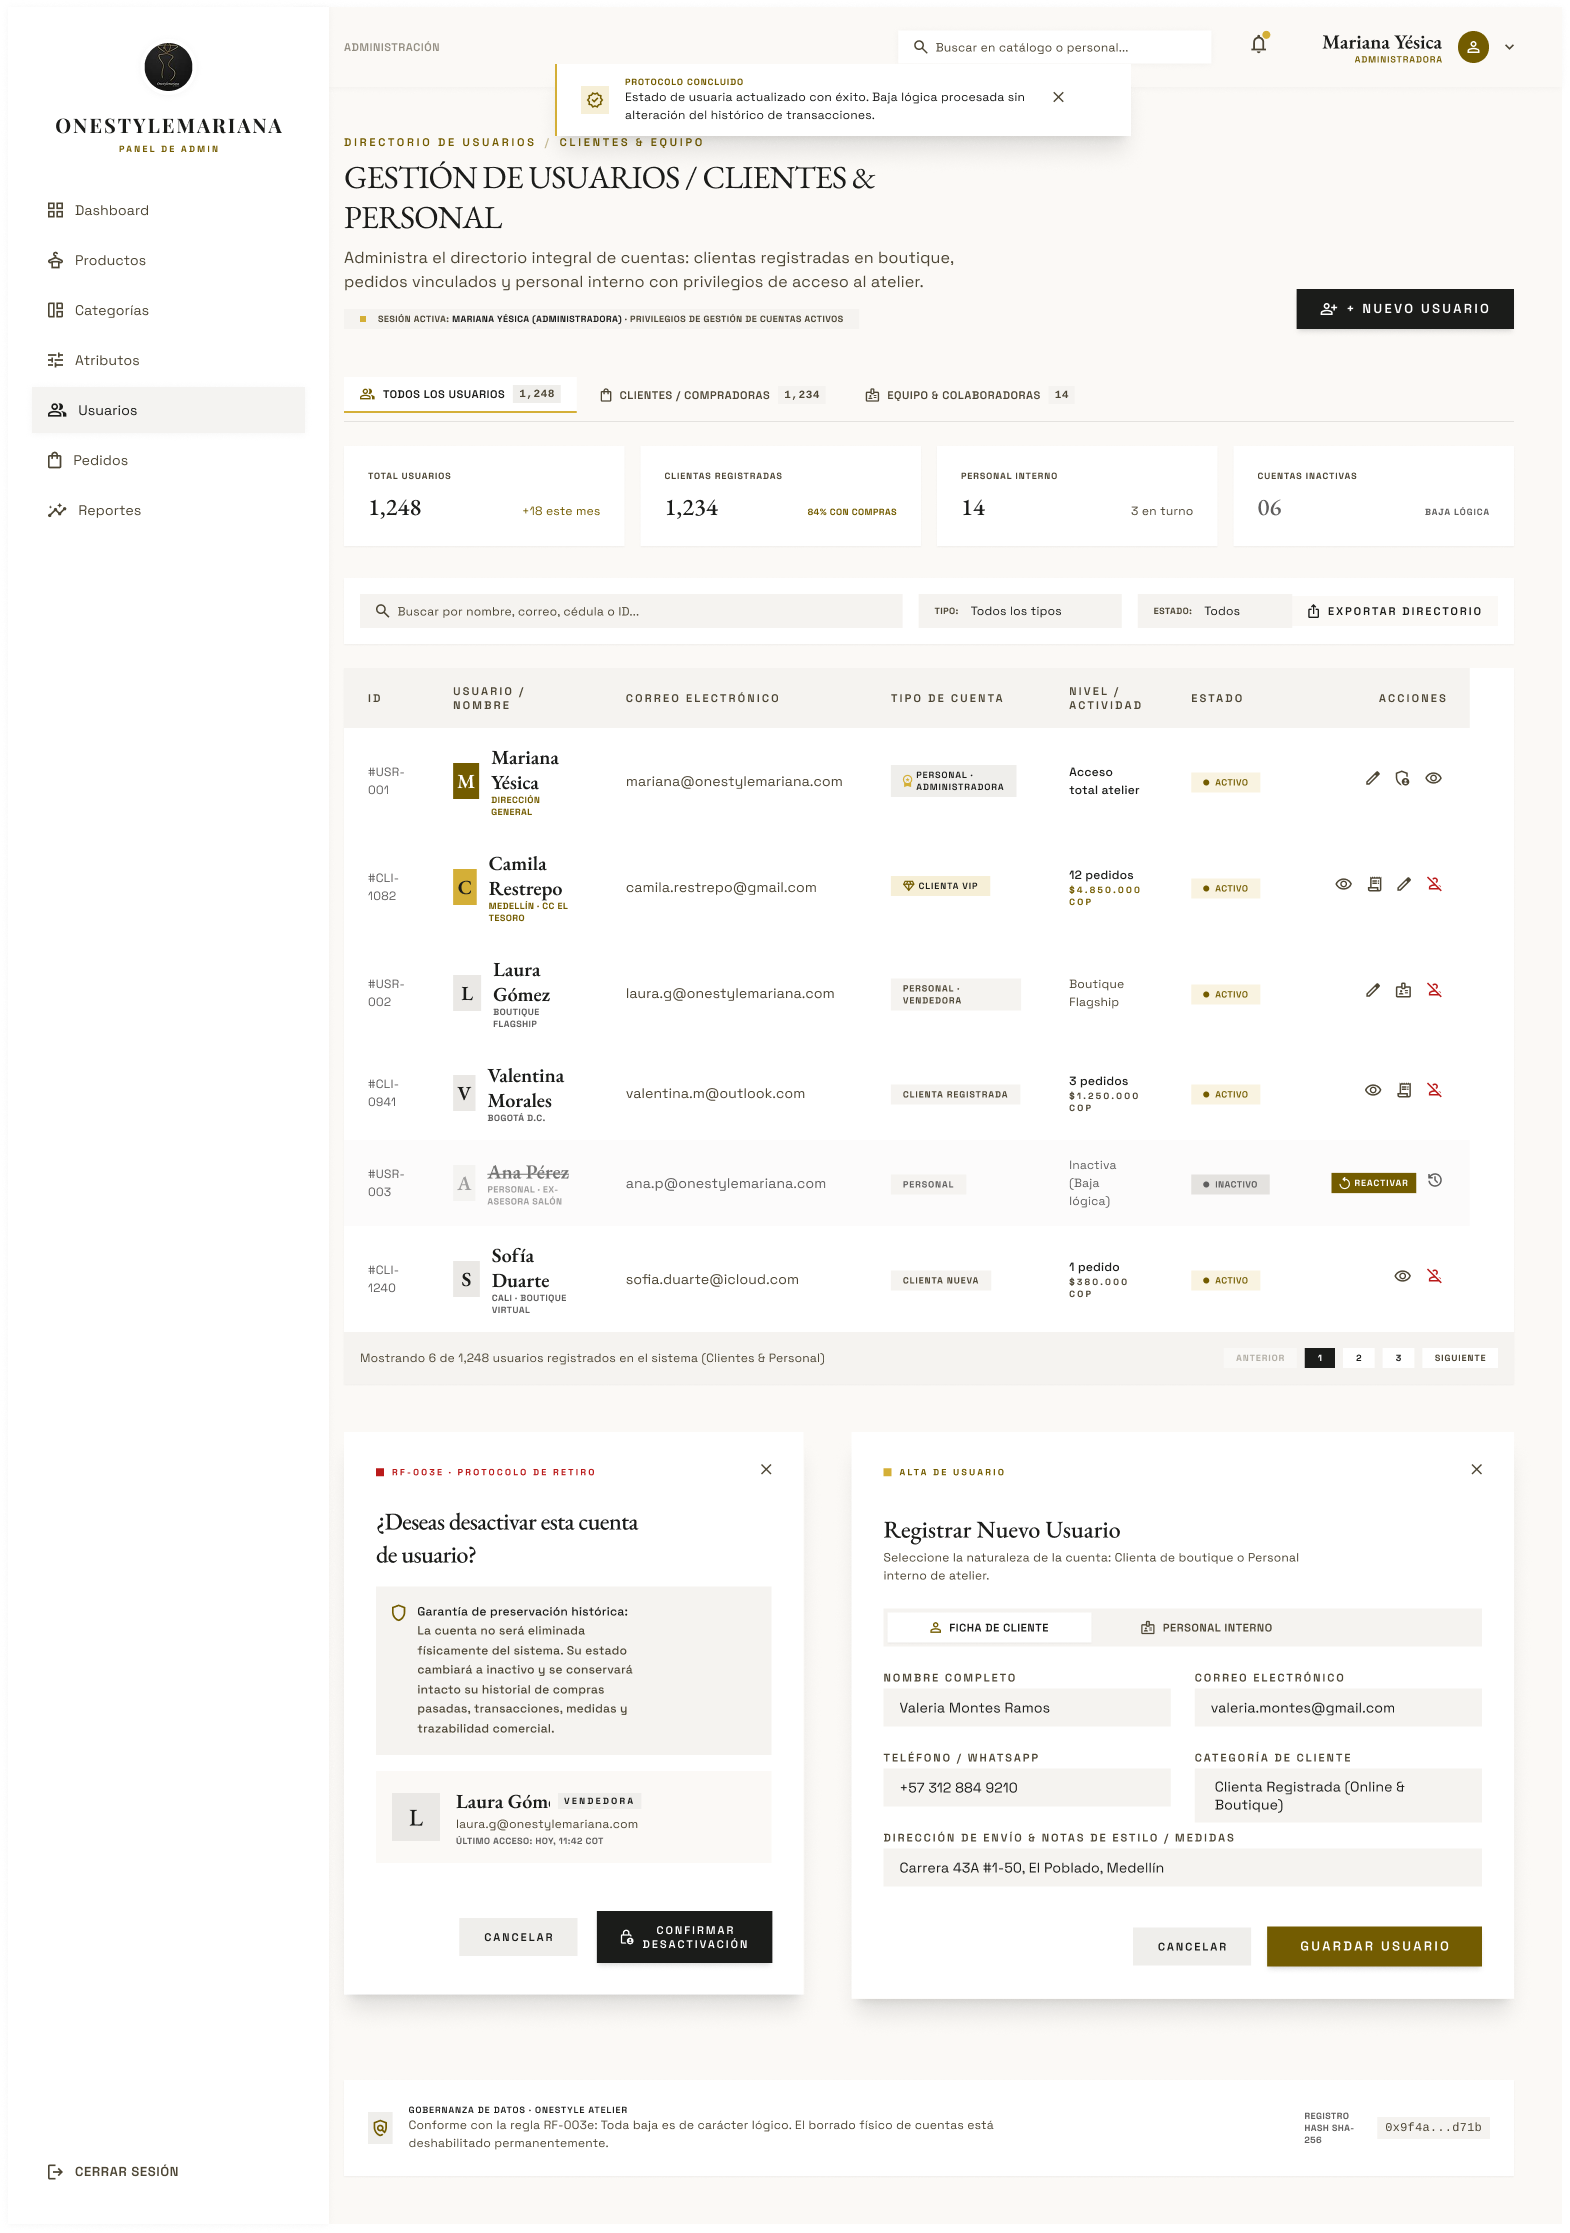 ONESTYLEMARIANA
PANEL DE ADMIN
Dashboard
Productos
Categorías
Atributos
Usuarios
Pedidos
Reportes
CERRAR SESIÓN
ADMINISTRACIÓN
Buscar en catálogo o personal...
Mariana Yésica
ADMINISTRADORA
PROTOCOLO CONCLUIDO
Estado de usuaria actualizado con éxito. Baja lógica procesada sin
alteración del histórico de transacciones.
DIRECTORIO DE USUARIOS / CLIENTES & EQUIPO
GESTIÓN DE USUARIOS / CLIENTES &
PERSONAL
Administra el directorio integral de cuentas: clientas registradas en boutique,
pedidos vinculados y personal interno con privilegios de acceso al atelier.
SESIÓN ACTIVA: MARIANA YÉSICA (ADMINISTRADORA) · PRIVILEGIOS DE GESTIÓN DE CUENTAS ACTIVOS
+ NUEVO USUARIO
TODOS LOS USUARIOS 1,248
CLIENTES / COMPRADORAS 1,234
EQUIPO & COLABORADORAS 14
TOTAL USUARIOS
1,248 +18 este mes
CLIENTAS REGISTRADAS
1,234 84% CON COMPRAS
PERSONAL INTERNO
14 3 en turno
CUENTAS INACTIVAS
06 BAJA LÓGICA
Buscar por nombre, correo, cédula o ID...
TIPO: Todos los tipos
ESTADO: Todos
EXPORTAR DIRECTORIO
ID
USUARIO /
NOMBRE
CORREO ELECTRÓNICO
TIPO DE CUENTA
NIVEL /
ACTIVIDAD
ESTADO
ACCIONES
#USR-
001
M
Mariana
Yésica
DIRECCIÓN
GENERAL
mariana@onestylemariana.com
PERSONAL ·
ADMINISTRADORA
Acceso
total atelier
ACTIVO
#CLI-
1082
C
Camila
Restrepo
MEDELLÍN · CC EL
TESORO
camila.restrepo@gmail.com
CLIENTA VIP
12 pedidos
$4.850.000
COP
ACTIVO
#USR-
002
L
Laura
Gómez
BOUTIQUE
FLAGSHIP
laura.g@onestylemariana.com
PERSONAL ·
VENDEDORA
Boutique
Flagship
ACTIVO
#CLI-
0941
V
Valentina
Morales
BOGOTÁ D.C.
valentina.m@outlook.com
CLIENTA REGISTRADA
3 pedidos
$1.250.000
COP
ACTIVO
#USR-
003
A
Ana Pérez
PERSONAL · EX-
ASESORA SALÓN
ana.p@onestylemariana.com
PERSONAL
Inactiva
(Baja
lógica)
INACTIVO
REACTIVAR
#CLI-
1240
S
Sofía
Duarte
CALI · BOUTIQUE
VIRTUAL
sofia.duarte@icloud.com
CLIENTA NUEVA
1 pedido
$380.000
COP
ACTIVO
Mostrando 6 de 1,248 usuarios registrados en el sistema (Clientes & Personal)
ANTERIOR 1 2 3 SIGUIENTE
RF-003E · PROTOCOLO DE RETIRO
¿Deseas desactivar esta cuenta
de usuario?
Garantía de preservación histórica:
La cuenta no será eliminada
físicamente del sistema. Su estado
cambiará a inactivo y se conservará
intacto su historial de compras
pasadas, transacciones, medidas y
trazabilidad comercial.
L
Laura Góm VENDEDORA
laura.g@onestylemariana.com
ÚLTIMO ACCESO: HOY, 11:42 COT
CANCELAR
CONFIRMAR
DESACTIVACIÓN
ALTA DE USUARIO
Registrar Nuevo Usuario
Seleccione la naturaleza de la cuenta: Clienta de boutique o Personal
interno de atelier.
FICHA DE CLIENTE
PERSONAL INTERNO
NOMBRE COMPLETO
Valeria Montes Ramos
CORREO ELECTRÓNICO
valeria.montes@gmail.com
TELÉFONO / WHATSAPP
+57 312 884 9210
CATEGORÍA DE CLIENTE
Clienta Registrada (Online &
Boutique)
DIRECCIÓN DE ENVÍO & NOTAS DE ESTILO / MEDIDAS
Carrera 43A #1-50, El Poblado, Medellín
CANCELAR
GUARDAR USUARIO
GOBERNANZA DE DATOS · ONESTYLE ATELIER
Conforme con la regla RF-003e: Toda baja es de carácter lógico. El borrado físico de cuentas está
deshabilitado permanentemente.
REGISTRO
HASH SHA-
256
0x9f4a...d71b